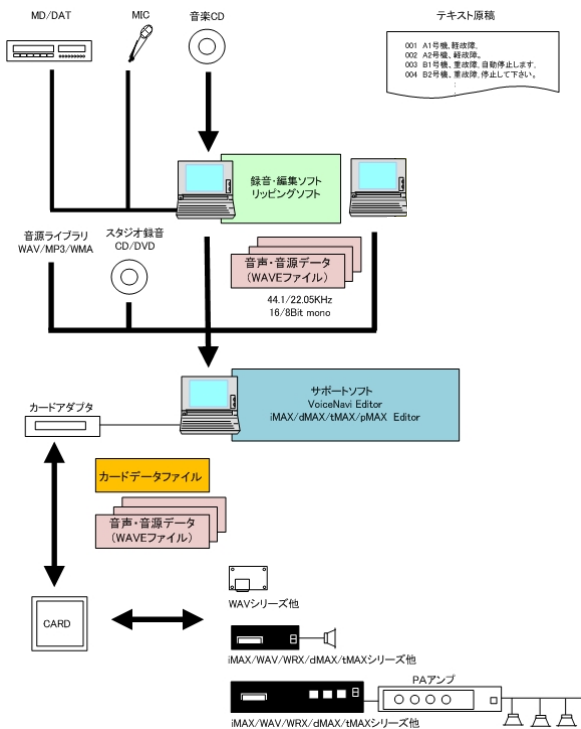 MD/DAT
MIC
音楽CD
テキスト原稿
001 A1号機、軽故障。
002 A2号機、軽故障。
003 B1号機、重故障、自動停止します。
004 B2号機、重故障、停止して下さい。
:
録音・編集ソフト
リッピングソフト
音源ライブラリ
WAV/MP3/WMA
スタジオ録音
CD/DVD
音声・音源データ
(WAVEファイル)
44.1/22.05KHz
16/8Bit mono
サポートソフト
VoiceNavi Editor
iMAX/dMAX/tMAX/pMAX Editor
カードアダプタ
カードデータファイル
音声・音源データ
(WAVEファイル)
CARD
WAVシリーズ他
iMAX/WAV/WRX/dMAX/tMAXシリーズ他
PAアンプ
iMAX/WAV/WRX/dMAX/tMAXシリーズ他